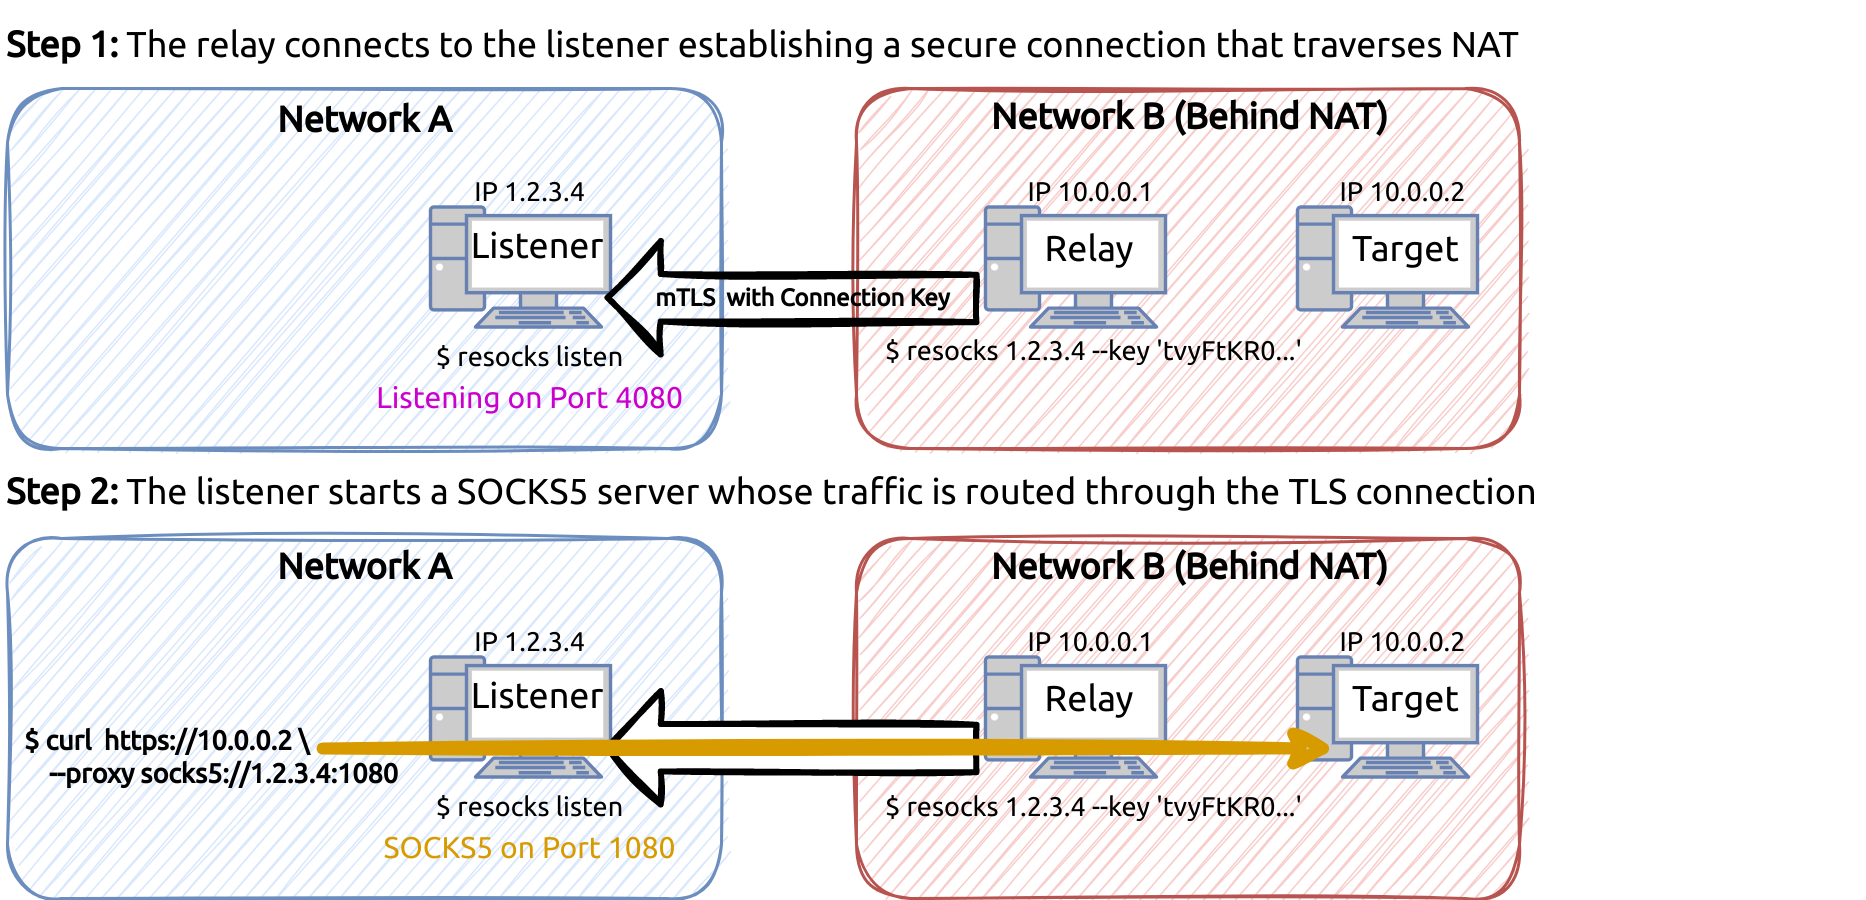 Step 1: The relay connects to the listener establishing a secure connection that traverses NAT
Network A
Network B (Behind NAT)
IP 1.2.3.4
IP 10.0.0.1
IP 10.0.0.2
Listener
Relay
Target
mTLS with Connection Key
$ resocks listen
$ resocks 1.2.3.4 --key 'tvyFtKR0...'
Listening on Port 4080
Step 2: The listener starts a SOCKS5 server whose traffic is routed through the TLS connection
Network A
Network B (Behind NAT)
IP 1.2.3.4
IP 10.0.0.1
IP 10.0.0.2
Listener
Relay
Target
$ curl https://10.0.0.2 \
--proxy socks5://1.2.3.4:1080
$ resocks listen
$ resocks 1.2.3.4 --key 'tvyFtKR0...'
SOCKS5 on Port 1080